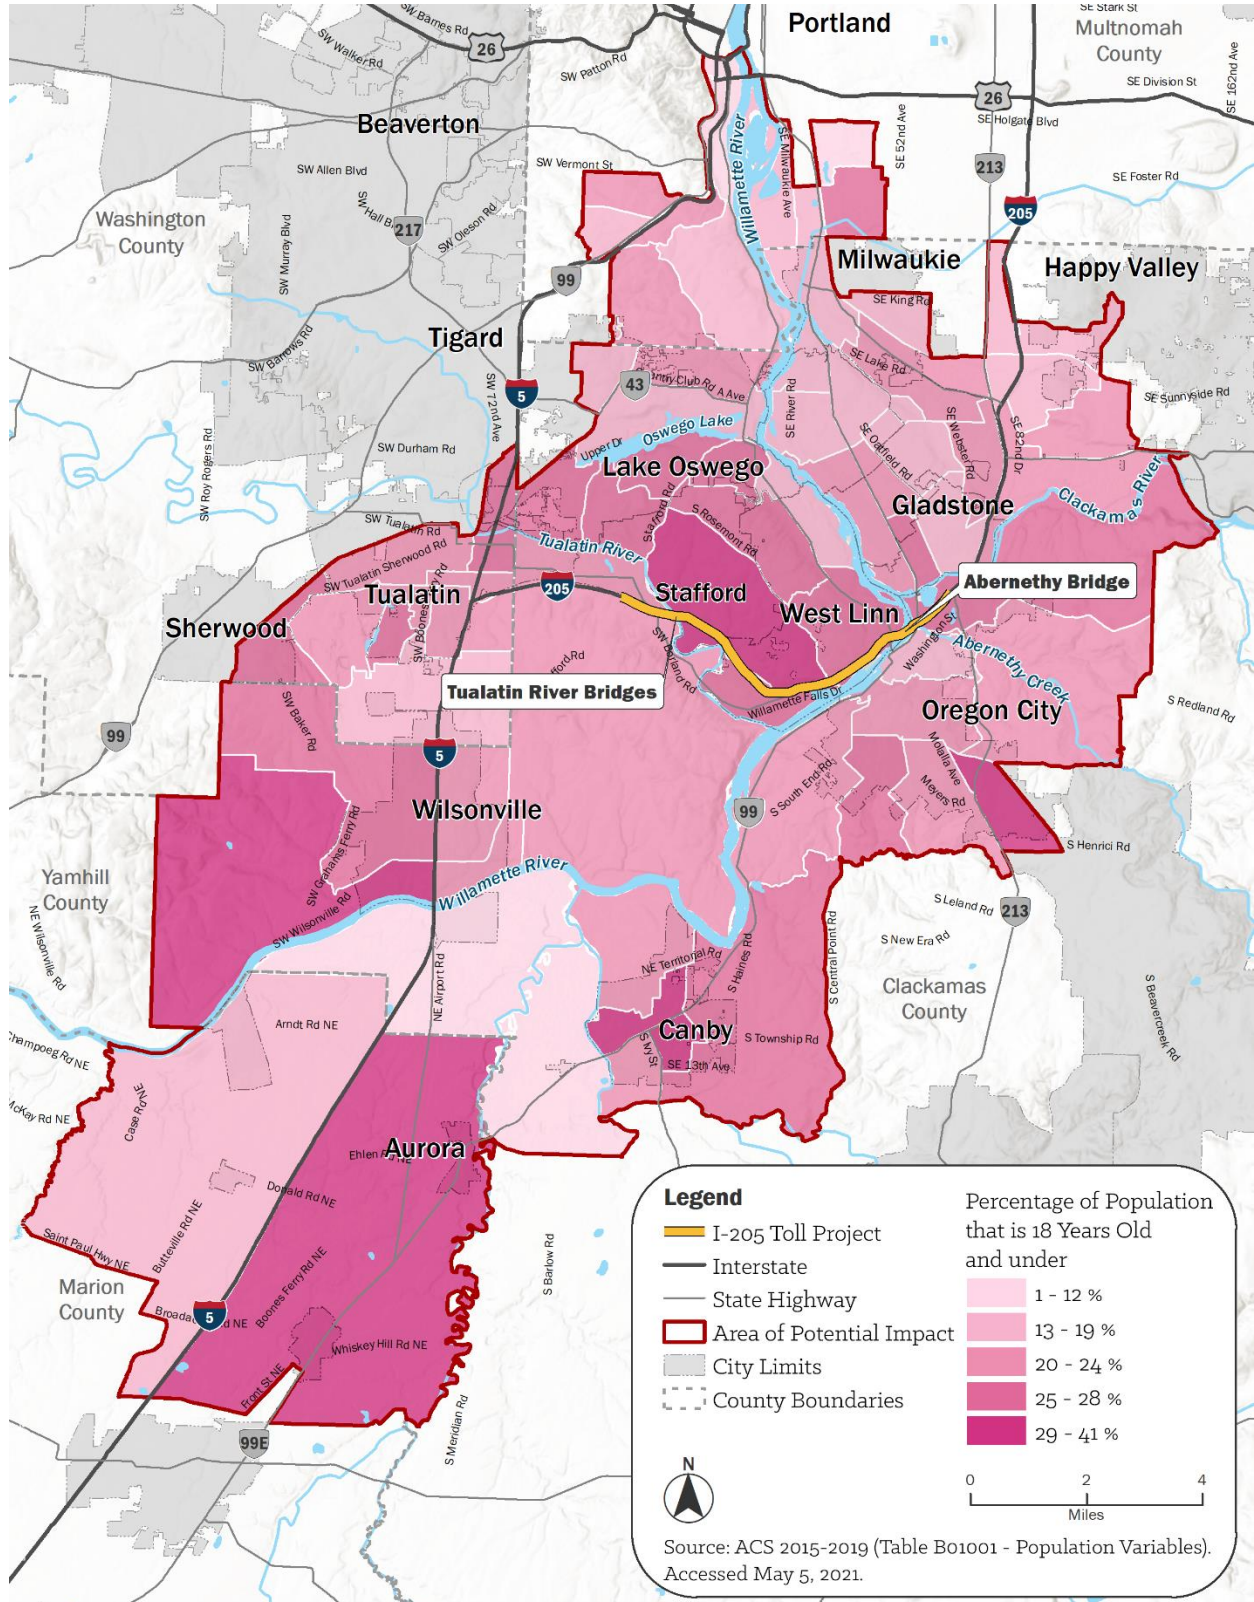 Portland
SE Stark St
Multnomah
County
SW Barnes Rd
26
SW Walker Rd
SW Patton Rd
SE Division St
SE 162nd Ave
26
SE Holgate Blvd
Beaverton
Willamette River
SE Milwaukie Ave
SE 52nd Ave
SW Vermont St
SW Allen Blvd
213
SE Foster Rd
Washington
County
SW Murray Blvd
217
SW Oleson Rd
205
Milwaukie
Happy Valley
99
SE King Rd
Tigard
SW Barrows Rd
SE Lake Rd
43
A Ave
5
SW 72nd Ave
SE River Rd
SE Sunnyside Rd
Oswego Lake
Upper Dr
SE Oatfield Rd
SE Webster Rd
SE 82nd Dr
SW Roy Rogers Rd
SW Durham Rd
Lake Oswego
Clackamas River
Stafford Rd
S Rosemont Rd
Gladstone
SW Tualatin Rd
Tualatin River
SW Tualatin Sherwood Rd
Abernethy Bridge
Tualatin
205
Stafford
West Linn
Sherwood
Washington St
Abernethy Creek
SW Borland Rd
Tualatin River Bridges
Willamette Falls Dr
Oregon City
S Redland Rd
SW Baker Rd
99
5
Molalla Ave
S South End Rd
Meyers Rd
Wilsonville
99
SW Grahams Ferry Rd
S Henrici Rd
Willamette River
Yamhill
County
NE Wilsonville Rd
SW Wilsonville Rd
S Leland Rd
213
S New Era Rd
NE Territorial Rd
S Haines Rd
S Central Point Rd
NE Airport Rd
Clackamas
County
S Beavercreek Rd
Arndt Rd NE
Canby
S Township Rd
S Ivy St
SE 13th Ave
Champoeg Rd NE
McKay Rd NE
Case Rd NE
Aurora
Donald Rd NE
Butteville Rd NE
Saint Paul Hwy NE
Marion
County
S Barlow Rd
5
Boones Ferry Rd NE
Whiskey Hill Rd NE
Front St NE
99E
S Meridian Rd
Legend
I-205 Toll Project
Interstate
State Highway
Area of Potential Impact
City Limits
County Boundaries
Percentage of Population
that is 18 Years Old
and under
1 - 12 %
13 - 19 %
20 - 24 %
25 - 28 %
29 - 41 %
N
0 2 4
Miles
Source: ACS 2015-2019 (Table B01001 - Population Variables).
Accessed May 5, 2021.